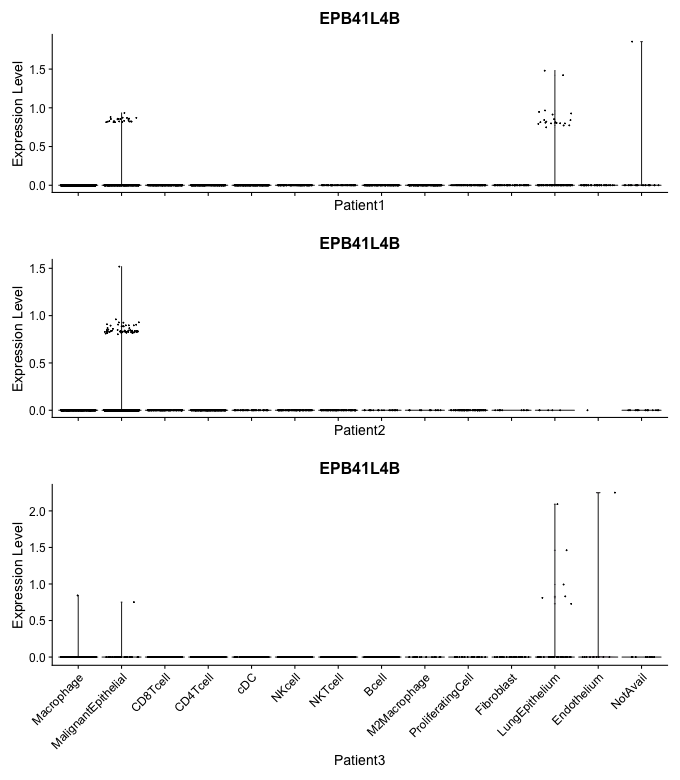 EPB41L4B
Expression Level
1.5
1.0
0.5
0.0
Patient1
EPB41L4B
Expression Level
1.5
1.0
0.5
0.0
Patient2
EPB41L4B
Expression Level
2.0
1.5
1.0
0.5
0.0
Macrophage
MalignantEpithelial
CD8Tcell
CD4Tcell
cDC
NKcell
NKTcell
Bcell
M2Macrophage
ProliferatingCell
Fibroblast
LungEpithelium
Endothelium
NotAvail
Patient3